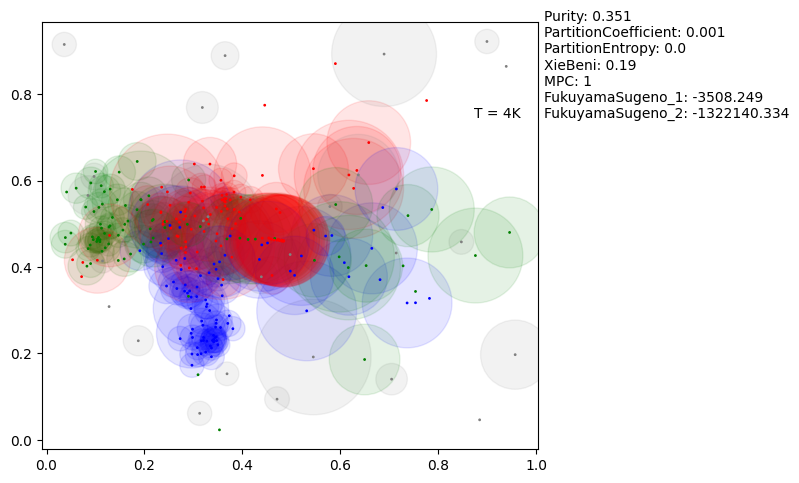 Purity: 0.351
PartitionCoefficient: 0.001
PartitionEntropy: 0.0
XieBeni: 0.19
MPC: 1
FukuyamaSugeno_1: -3508.249
FukuyamaSugeno_2: -1322140.334
T = 4K
0.8
0.6
0.4
0.2
0.0
0.0 0.2 0.4 0.6 0.8 1.0